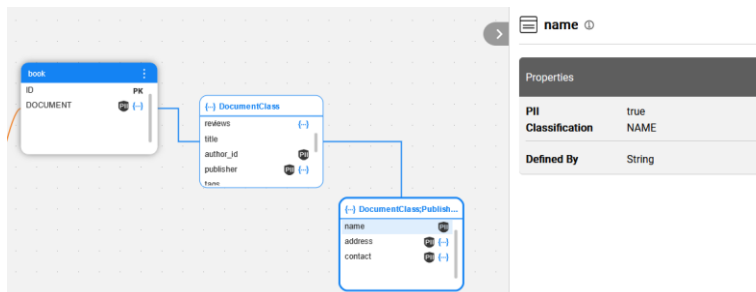 book
ID PK
DOCUMENT PII {--}
{--} DocumentClass
reviews {--}
title
author_id PII
publisher PII {--}
tags
{--} DocumentClass;Publish...
name PII
address PII {--}
contact PII {--}
name
Properties
PII true
Classification NAME
Defined By String